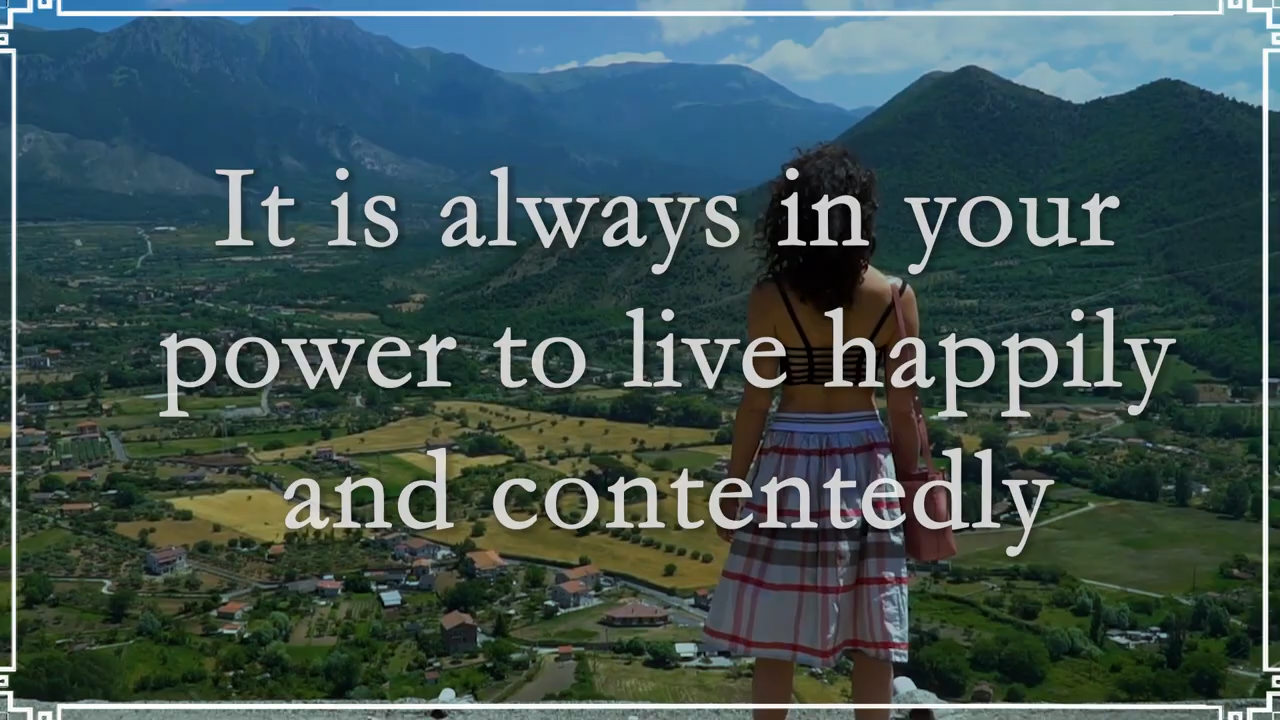 It is always in your
power to live happily
and contentedly